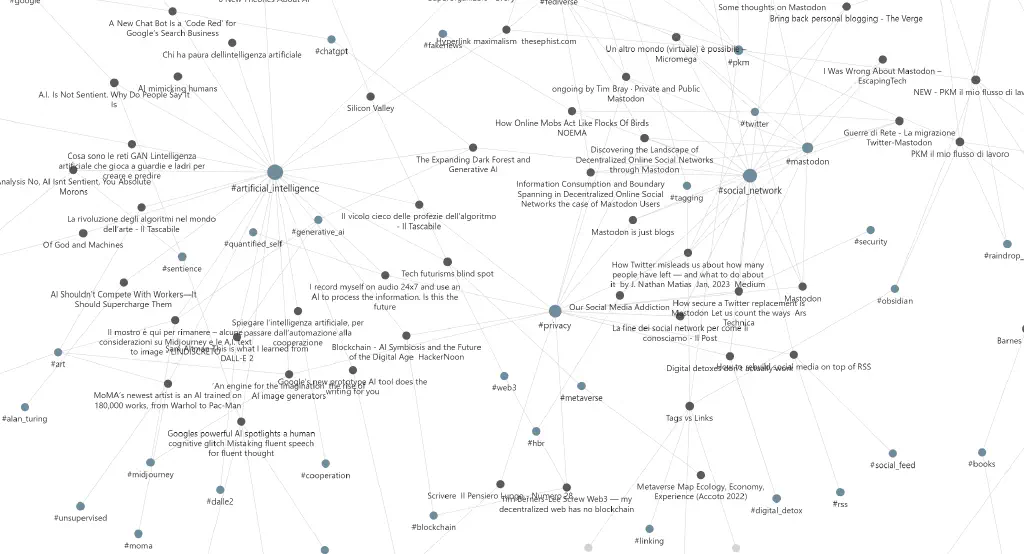 #google
A New Chat Bot Is a 'Code Red' for
Google's Search Business
Chi ha paura dellintelligenza artificiale
#chatgpt
#fakenews
Hyperlink maximalism thesephist.com
#fediverse
Some thoughts on Mastodon
Bring back personal blogging - The Verge
Un altro mondo (virtuale) è possibile –
Micromega
#pkm
I Was Wrong About Mastodon –
EscapingTech
NEW - PKM il mio flusso di lav
A.I. Is Not Sentient. Why Do People Say It
Is
AI mimicking humans
Silicon Valley
ongoing by Tim Bray · Private and Public
Mastodon
How Online Mobs Act Like Flocks Of Birds
NOEMA
#twitter
Guerre di Rete - La migrazione
Twitter-Mastodon
PKM il mio flusso di lavoro
#mastodon
Cosa sono le reti GAN Lintelligenza
artificiale che gioca a guardie e ladri per
creare e predire
The Expanding Dark Forest and
Generative AI
Discovering the Landscape of
Decentralized Online Social Networks
through Mastodon
nalysis No, AI Isnt Sentient, You Absolute
Morons
#artificial_intelligence
Information Consumption and Boundary
Spanning in Decentralized Online Social
Networks the case of Mastodon Users
#tagging
#social_network
La rivoluzione degli algoritmi nel mondo
dell'arte - Il Tascabile
#generative_ai
Il vicolo cieco delle profezie dell'algoritmo
- Il Tascabile
Mastodon is just blogs
Of God and Machines
#quantified_self
#security
#raindrop_
#sentience
Tech futurisms blind spot
How Twitter misleads us about how many
people have left — and what to do about
it by J. Nathan Matias Jan, 2023 Medium
AI Shouldn't Compete With Workers—It
Should Supercharge Them
I record myself on audio 24x7 and use an
AI to process the information. Is this the
future
Our Social Media Addiction
How secure a Twitter replacement is
Mastodon Let us count the ways Ars
Technica
Mastodon
#obsidian
#privacy
Il mostro è qui per rimanere – alcune
considerazioni su Midjourney e le A.I. text
to image - L'INDISCRETO
Spiegare l'intelligenza artificiale, per
passare dall'automazione alla
cooperazione
This is what I learned from
DALL-E 2
Blockchain - AI Symbiosis and the Future
of the Digital Age HackerNoon
La fine dei social network per come li
conosciamo - Il Post
Barnes
#art
Digital detoxes don't actually work
How to rebuild social media on top of RSS
'An engine for the imagination' the rise of
AI image generators
Google's new prototype AI tool does the
writing for you
#web3
#metaverse
MoMA's newest artist is an AI trained on
180,000 works, from Warhol to Pac-Man
#alan_turing
Tags vs Links
Googles powerful AI spotlights a human
cognitive glitch Mistaking fluent speech
for fluent thought
#hbr
#midjourney
#cooperation
#social_feed
#books
#dalle2
Scrivere Il Pensiero Lungo - Numero 28
Tim Berners-Lee Screw Web3 — my
decentralized web has no blockchain
Metaverse Map Ecology, Economy,
Experience (Accoto 2022)
#digital_detox
#rss
#unsupervised
#blockchain
#moma
#linking